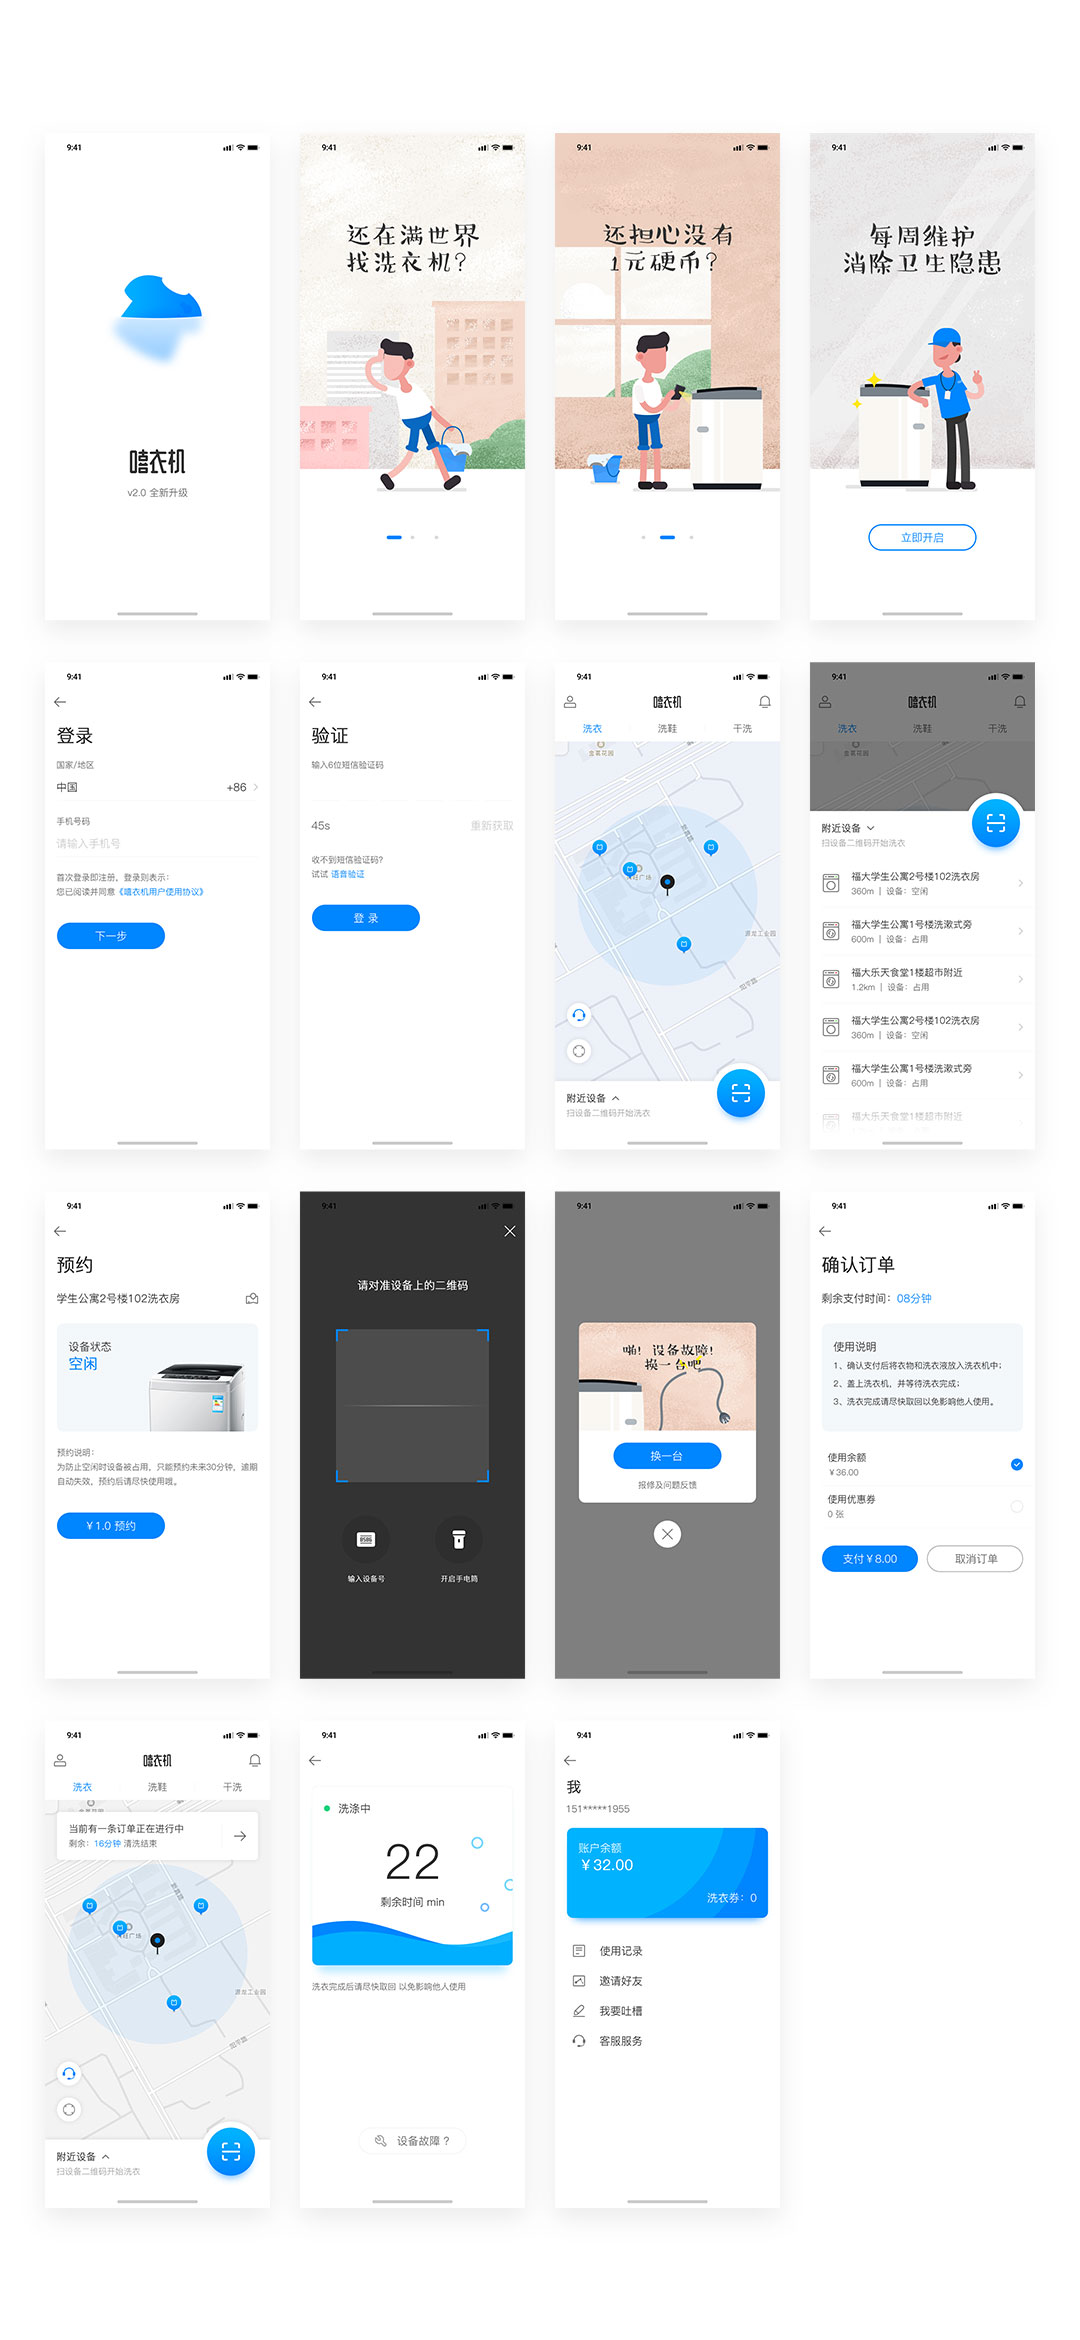 9:41
嘻衣机
v2.0 全新升级
9:41
还在满世界
找洗衣机?
9:41
还担心没有
1元硬币?
9:41
每周维护
消除卫生隐患
立即开启
9:41
登录
国家/地区
中国 +86
手机号码
请输入手机号
首次登录即注册，登录则表示：
您已阅读并同意《嘻衣机用户使用协议》
下一步
9:41
验证
输入6位短信验证码
45s 重新获取
收不到短信验证码?
试试 语音验证
登 录
9:41
嘻衣机
洗衣 洗鞋 干洗
金茗花园
附近设备
扫设备二维码开始洗衣
9:41
嘻衣机
洗衣 洗鞋 干洗
附近设备
扫设备二维码开始洗衣
福大学生公寓2号楼102洗衣房
360m | 设备：空闲
福大学生公寓1号楼洗漱式旁
600m | 设备：占用
福大乐天食堂1楼超市附近
1.2km | 设备：占用
福大学生公寓2号楼102洗衣房
360m | 设备：空闲
福大学生公寓1号楼洗漱式旁
600m | 设备：占用
福大乐天食堂1楼超市附近
9:41
预约
学生公寓2号楼102洗衣房
设备状态
空闲
预约说明：
为防止空闲时设备被占用，只能预约未来30分钟，逾期
自动失效，预约后请尽快使用哦。
¥1.0 预约
9:41
请对准设备上的二维码
输入设备号
开启手电筒
9:41
啪！设备故障！
换一台吧
换一台
报修及问题反馈
9:41
确认订单
剩余支付时间：08分钟
使用说明
1、确认支付后将衣物和洗衣液放入洗衣机中；
2、盖上洗衣机，并等待洗衣完成；
3、洗衣完成请尽快取回以免影响他人使用。
使用余额
¥36.00
使用优惠券
0 张
支付¥8.00
取消订单
9:41
嘻衣机
洗衣 洗鞋 干洗
当前有一条订单正在进行中
剩余：16分钟 清洗结束
附近设备
扫设备二维码开始洗衣
9:41
洗涤中
22
剩余时间 min
洗衣完成后请尽快取回 以免影响他人使用
设备故障 ?
9:41
我
151*****1955
账户余额
¥32.00
洗衣券：0
使用记录
邀请好友
我要吐槽
客服服务